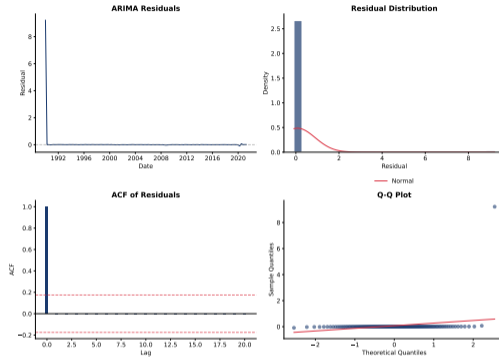 ARIMA Residuals
Residual
8
6
4
2
0
1992 1996 2000 2004 2008 2012 2016 2020
Date
Residual Distribution
Density
2.5
2.0
1.5
1.0
0.5
0.0
0 2 4 6 8
Residual
Normal
ACF of Residuals
ACF
1.0
0.8
0.6
0.4
0.2
0.0
−0.2
0.0 2.5 5.0 7.5 10.0 12.5 15.0 17.5 20.0
Lag
Q-Q Plot
Sample Quantiles
8
6
4
2
0
−2 −1 0 1 2
Theoretical Quantiles